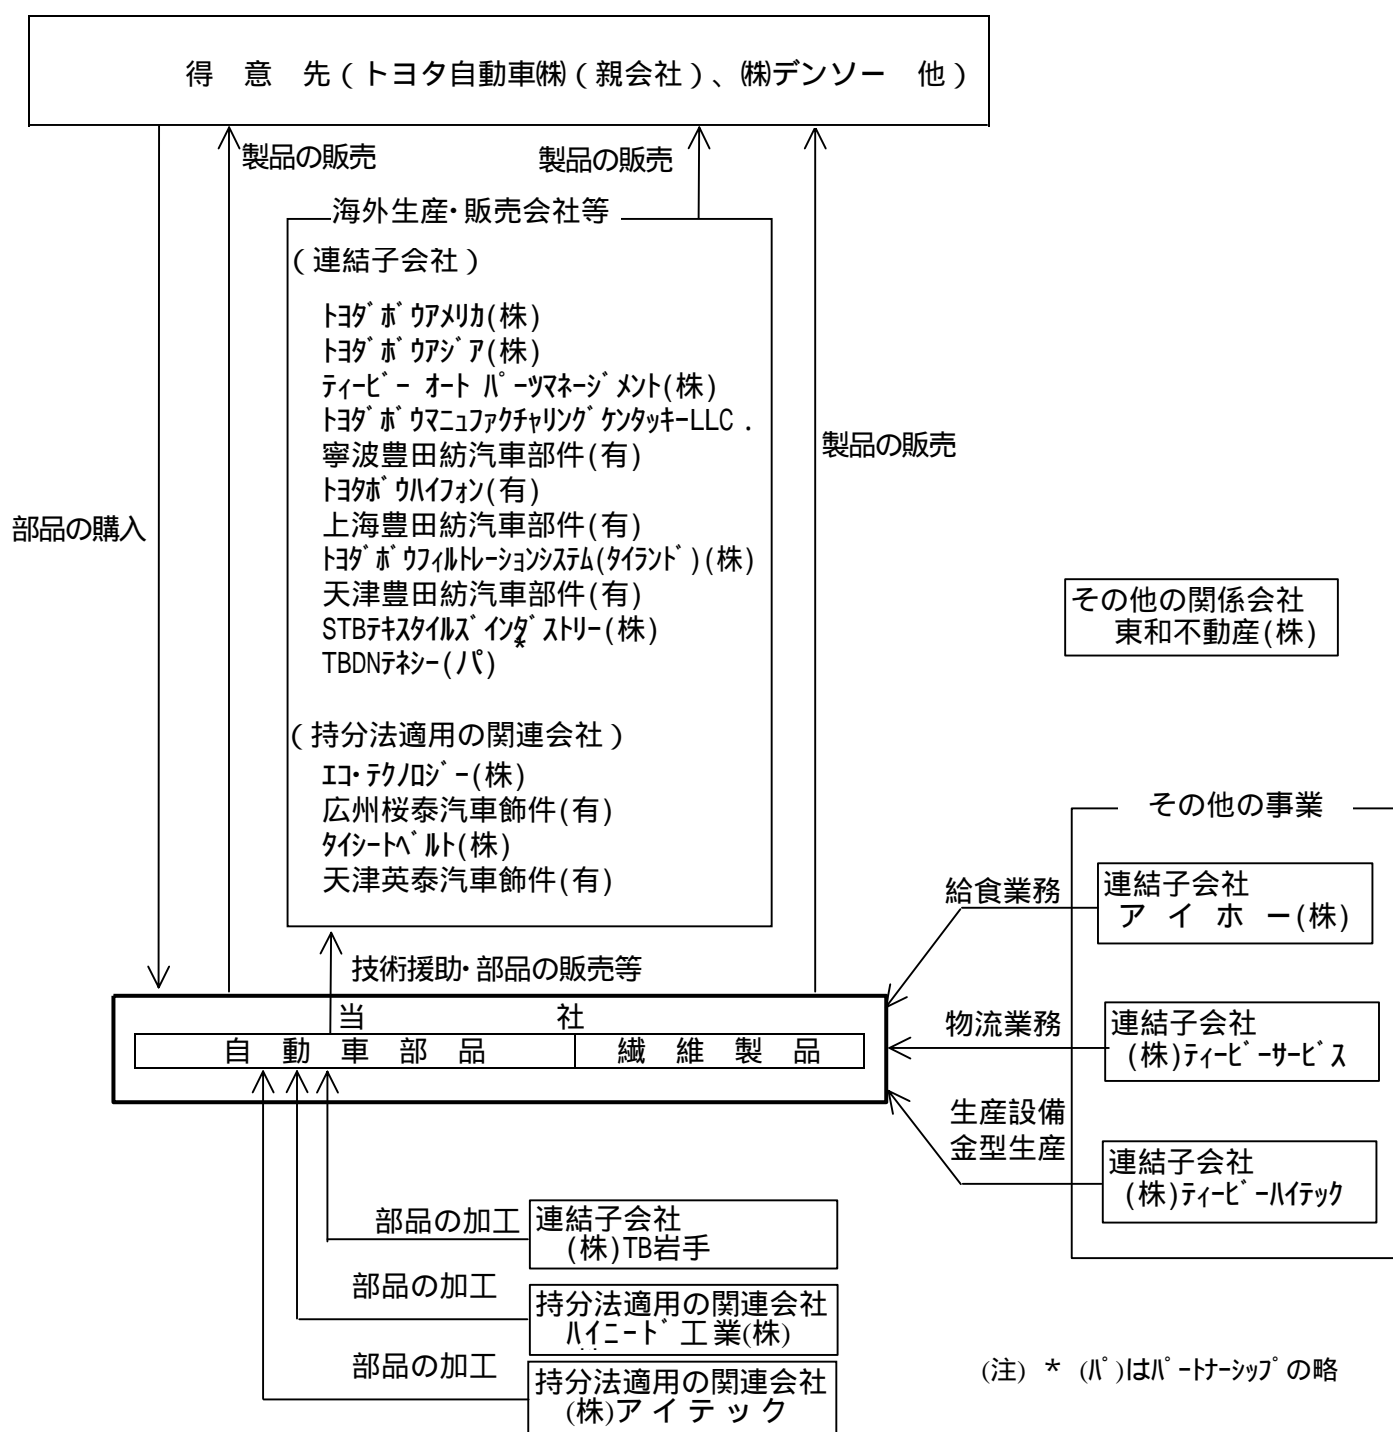 得 意 先(トヨタ自動車㈱(親会社)、㈱デンソー 他)
製品の販売
製品の販売
海外生産・販売会社等
(連結子会社)
ﾄﾖﾀﾞﾎﾞｳｱﾒﾘｶ(株)
ﾄﾖﾀﾞﾎﾞｳｱｼﾞｱ(株)
ﾃｨｰﾋﾞｰ ｵｰﾄ ﾊﾟｰﾂﾏﾈｰｼﾞﾒﾝﾄ(株)
ﾄﾖﾀﾞﾎﾞｳﾏﾆｭﾌｧｸﾁｬﾘﾝｸﾞｹﾝﾀｯｷｰLLC.
寧波豊田紡汽車部件(有)
ﾄﾖﾀﾎﾞｳﾊｲﾌｫﾝ(有)
上海豊田紡汽車部件(有)
ﾄﾖﾀﾞﾎﾞｳﾌｨﾙﾄﾚｰｼｮﾝｼｽﾃﾑ(ﾀｲﾗﾝﾄﾞ)(株)
天津豊田紡汽車部件(有)
STBﾃｷｽﾀｲﾙｽﾞｲﾝﾀﾞｽﾄﾘｰ(株)
TBDNﾃﾈｼｰ(パ)*
(持分法適用の関連会社)
ｴｺ･ﾃｸﾉﾛｼﾞｰ(株)
広州桜泰汽車飾件(有)
ﾀｲｼｰﾄﾍﾞﾙﾄ(株)
天津英泰汽車飾件(有)
製品の販売
部品の購入
その他の関係会社
東和不動産(株)
技術援助・部品の販売等
当 社
自 動 車 部 品 繊 維 製 品
その他の事業
給食業務
連結子会社
ア イ ホ ー(株)
物流業務
連結子会社
(株)ﾃｨｰﾋﾞｰｻｰﾋﾞｽ
生産設備
金型生産
連結子会社
(株)ﾃｨｰﾋﾞｰﾊｲﾃｯｸ
部品の加工
連結子会社
(株)TB岩手
部品の加工
持分法適用の関連会社
ﾊｲﾆｰﾄﾞ工業(株)
部品の加工
持分法適用の関連会社
(株)アイテック
(注) * (ﾊﾟ)はﾊﾟｰﾄﾅｰｼｯﾌﾟの略